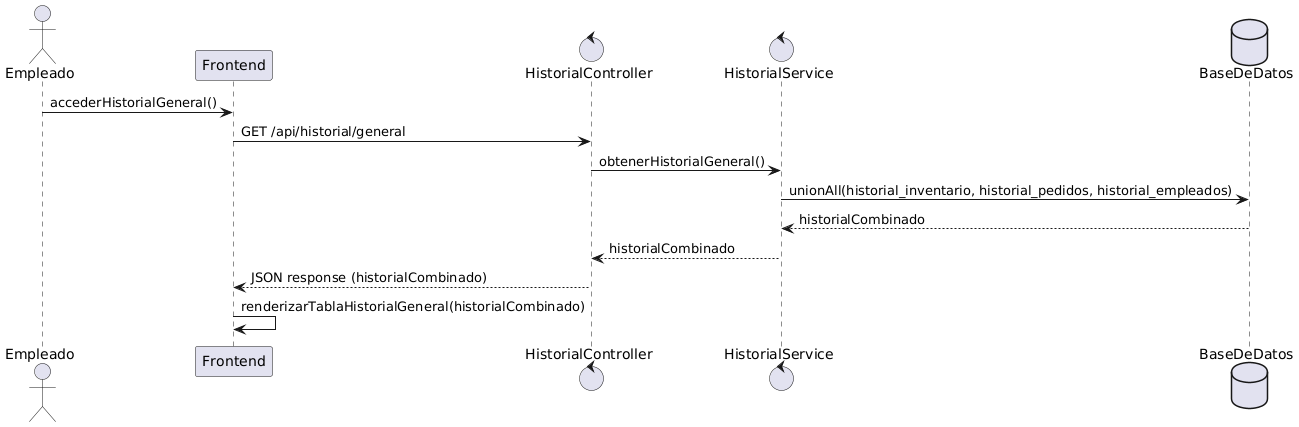 Empleado
Frontend
HistorialController
HistorialService
BaseDeDatos
accederHistorialGeneral()
GET /api/historial/general
obtenerHistorialGeneral()
unionAll(historial_inventario, historial_pedidos, historial_empleados)
historialCombinado
historialCombinado
JSON response (historialCombinado)
renderizarTablaHistorialGeneral(historialCombinado)
Empleado
Frontend
HistorialController
HistorialService
BaseDeDatos